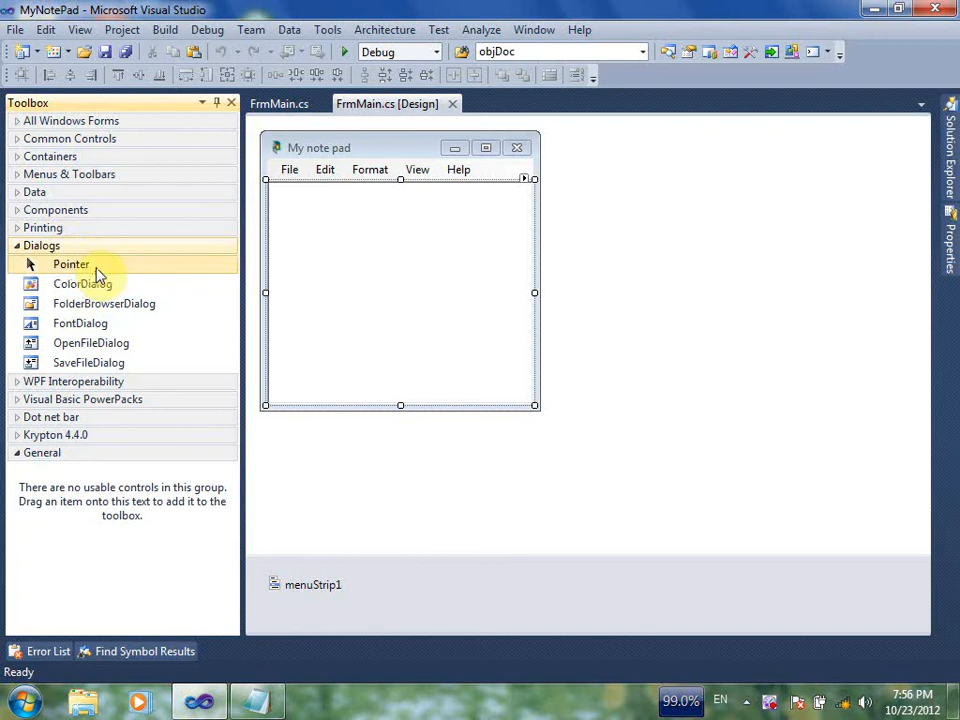 MyNotePad - Microsoft Visual Studio
File Edit View Project Build Debug Team Data Tools Architecture Test Analyze Window Help
Debug objDoc
Toolbox
FrmMain.cs FrmMain.cs [Design]
All Windows Forms
Common Controls
Containers
Menus & Toolbars
Data
Components
Printing
Dialogs
Pointer
ColorDialog
FolderBrowserDialog
FontDialog
OpenFileDialog
SaveFileDialog
WPF Interoperability
Visual Basic PowerPacks
Dot net bar
Krypton 4.4.0
General
There are no usable controls in this group.
Drag an item onto this text to add it to the
toolbox.
My note pad
File Edit Format View Help
menuStrip1
Solution Explorer
Properties
Error List Find Symbol Results
Ready
99.0% EN 7:56 PM
10/23/2012